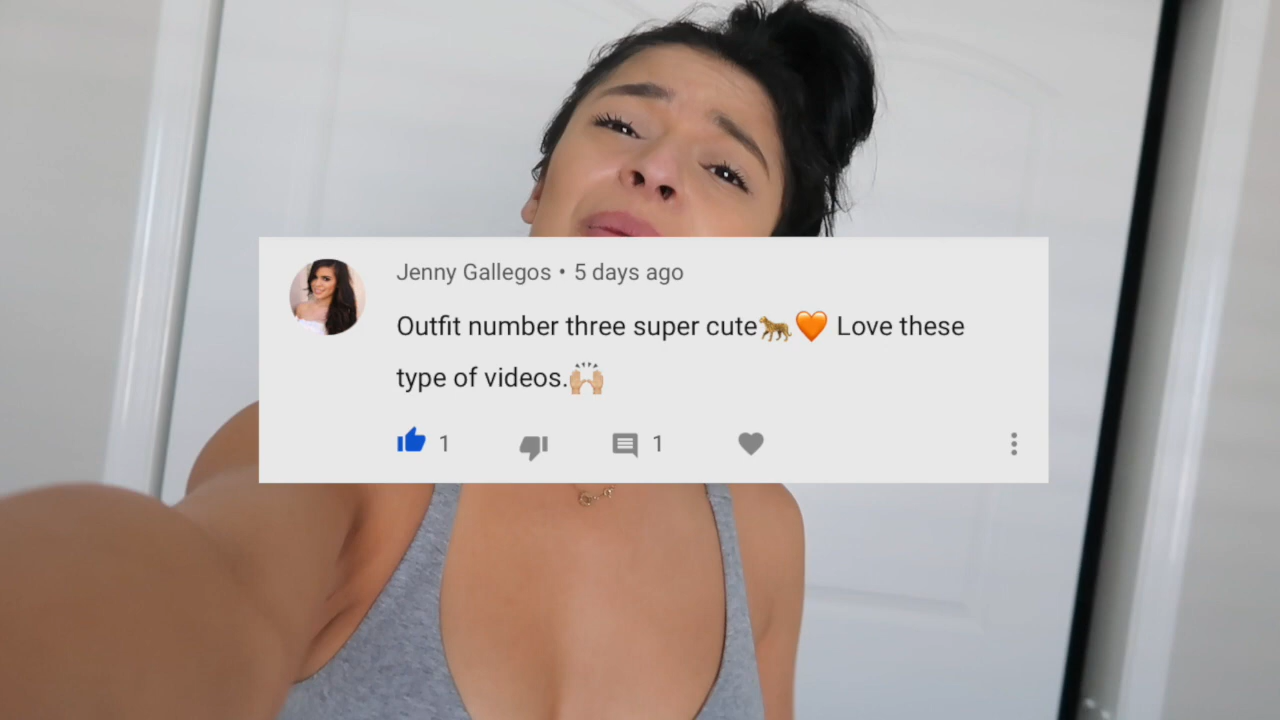 Jenny Gallegos • 5 days ago
Outfit number three super cute🐆🧡 Love these
type of videos.🙌🏼
1
1